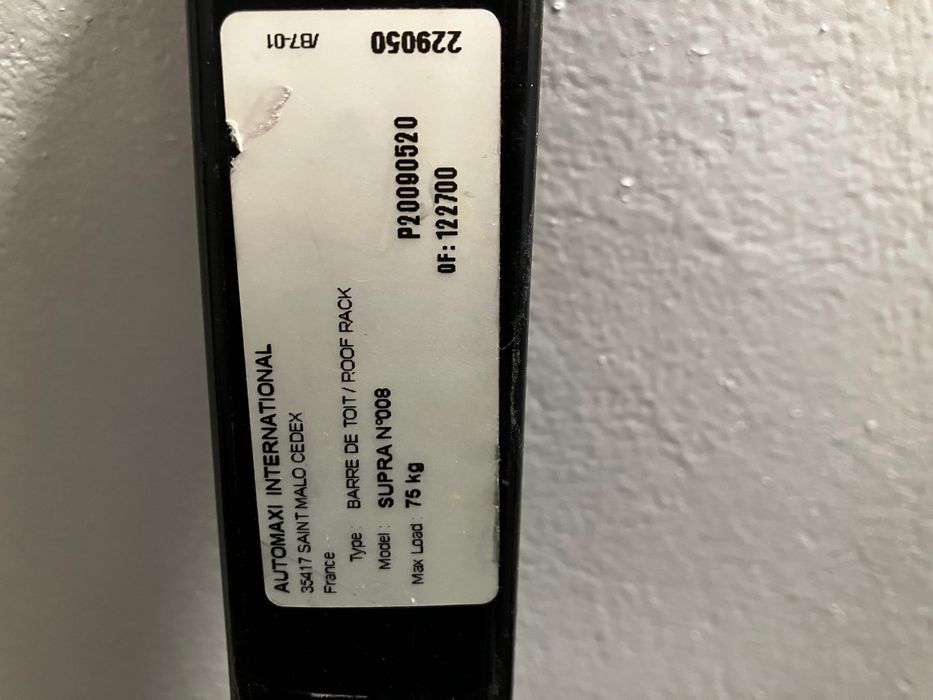 AUTOMAXI INTERNATIONAL
35417 SAINT MALO CEDEX
France
Type : BARRE DE TOIT / ROOF RACK
Model : SUPRA N°008
Max Load : 75 kg
P20090520
OF: 122700
/B7-01
229050